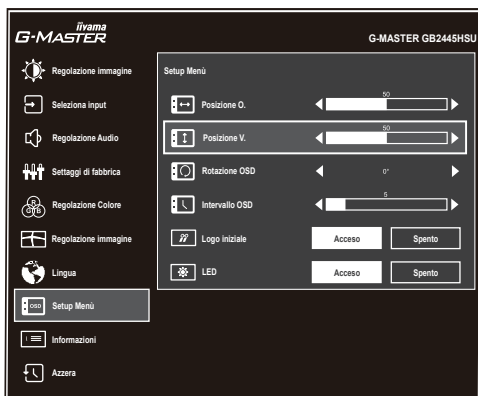 iiyama
G-MASTER
G-MASTER GB2445HSU
Regolazione immagine
Seleziona input
Regolazione Audio
Settaggi di fabbrica
R
G B
Regolazione Colore
Regolazione immagine
Lingua
OSD
Setup Menù
i
Informazioni
Azzera
Setup Menù
Posizione O.
50
Posizione V.
50
Rotazione OSD
0°
Intervallo OSD
5
Logo iniziale
Acceso
Spento
LED
Acceso
Spento